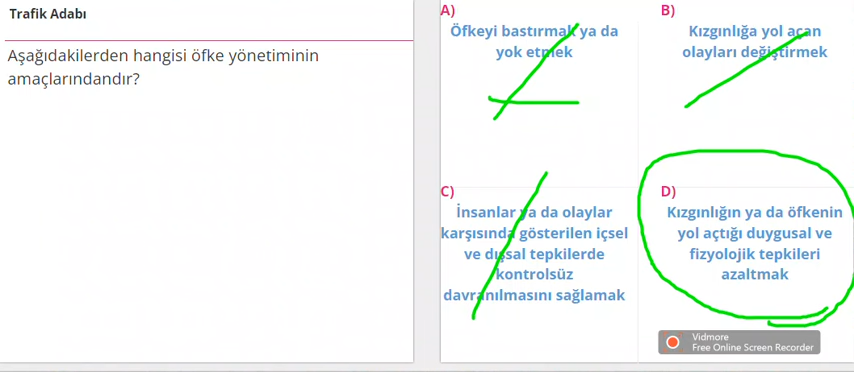 Trafik Adabı
Aşağıdakilerden hangisi öfke yönetiminin
amaçlarındandır?
A)
Öfkeyi bastırmak ya da
yok etmek
B)
Kızgınlığa yol açan
olayları değiştirmek
C)
İnsanlar ya da olaylar
karşısında gösterilen içsel
ve dışsal tepkilerde
kontrolsüz
davranılmasını sağlamak
D)
Kızgınlığın ya da öfkenin
yol açtığı duygusal ve
fizyolojik tepkileri
azaltmak
Vidmore
Free Online Screen Recorder